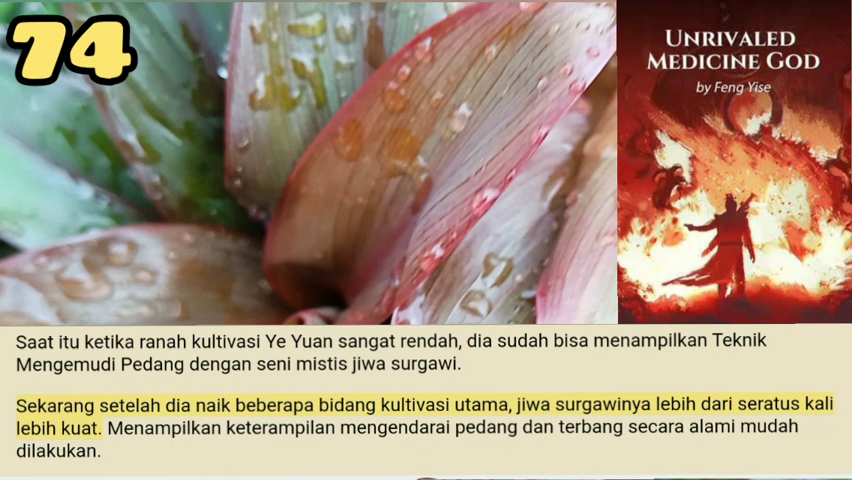 74
UNRIVALED
MEDICINE GOD
by Feng Yise
Saat itu ketika ranah kultivasi Ye Yuan sangat rendah, dia sudah bisa menampilkan Teknik
Mengemudi Pedang dengan seni mistis jiwa surgawi.
Sekarang setelah dia naik beberapa bidang kultivasi utama, jiwa surgawinya lebih dari seratus kali
lebih kuat. Menampilkan keterampilan mengendarai pedang dan terbang secara alami mudah
dilakukan.